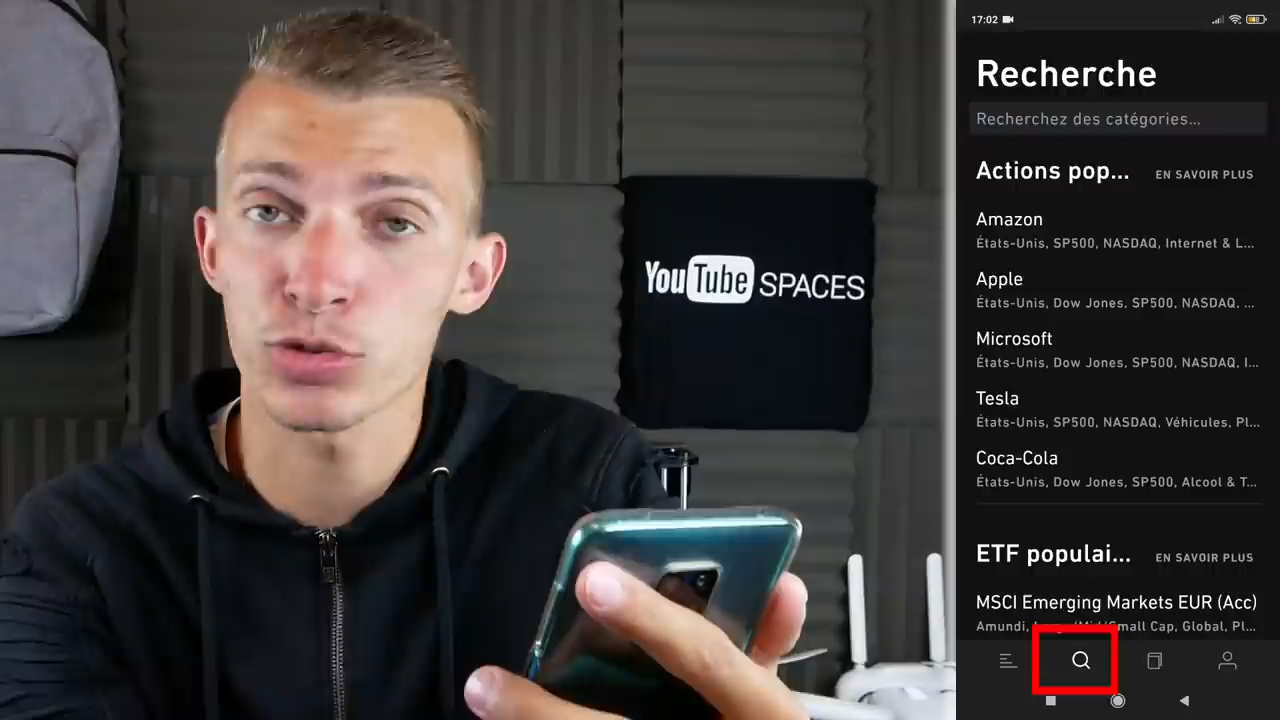 YouTube SPACES
17:02
Recherche
Recherchez des catégories...
Actions pop... EN SAVOIR PLUS
Amazon
États-Unis, SP500, NASDAQ, Internet & L...
Apple
États-Unis, Dow Jones, SP500, NASDAQ, ...
Microsoft
États-Unis, Dow Jones, SP500, NASDAQ, I...
Tesla
États-Unis, SP500, NASDAQ, Véhicules, Pl...
Coca-Cola
États-Unis, Dow Jones, SP500, Alcool & T...
ETF populai... EN SAVOIR PLUS
MSCI Emerging Markets EUR (Acc)
Amundi, Small Cap, Global, Pl...